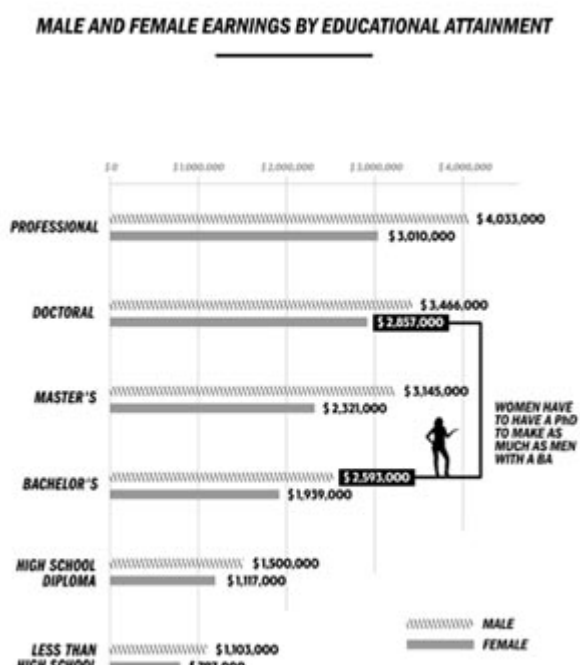 MALE AND FEMALE EARNINGS BY EDUCATIONAL ATTAINMENT
$0 $1,000,000 $2,000,000 $3,000,000 $4,000,000
PROFESSIONAL
$4,033,000
$3,010,000
DOCTORAL
$3,466,000
$2,857,000
MASTER'S
$3,145,000
$2,321,000
WOMEN HAVE
TO HAVE A PhD
TO MAKE AS
MUCH AS MEN
WITH A BA
BACHELOR'S
$2,593,000
$1,939,000
HIGH SCHOOL
DIPLOMA
$1,500,000
$1,117,000
MALE
FEMALE
LESS THAN
HIGH SCHOOL
$1,103,000